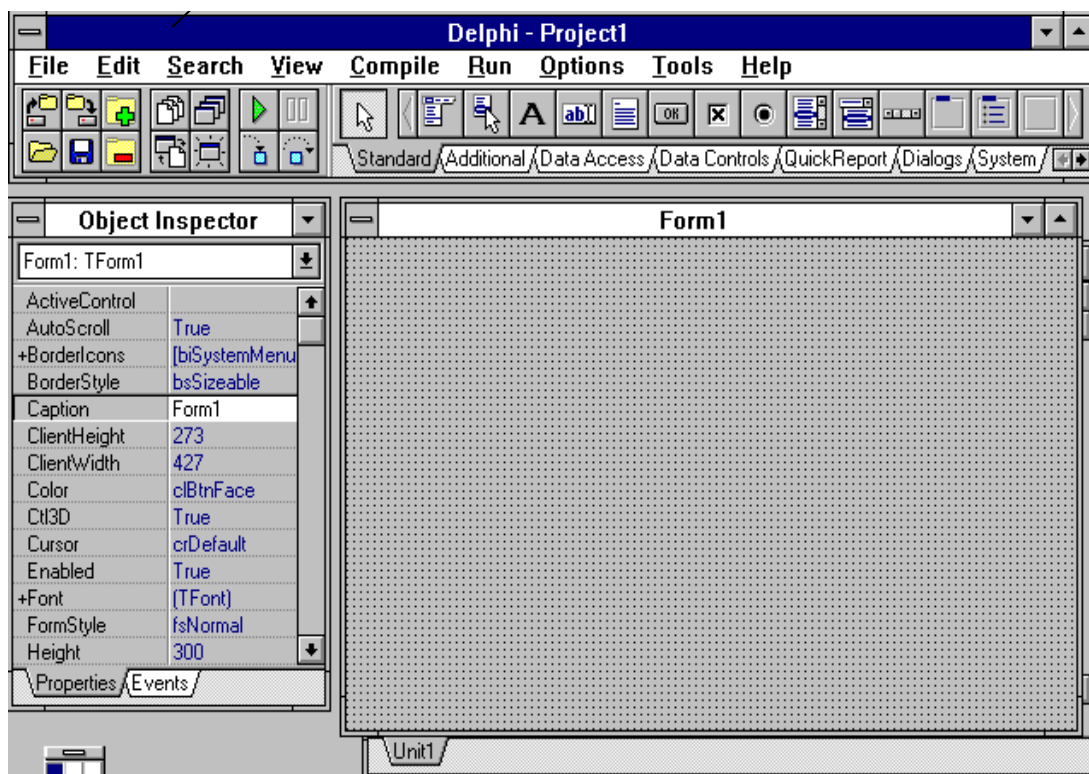 Delphi - Project1
File Edit Search View Compile Run Options Tools Help
A ab OK
Standard Additional Data Access Data Controls QuickReport Dialogs System
Object Inspector
Form1
Form1: TForm1
ActiveControl
AutoScroll True
+BorderIcons [biSystemMenu
BorderStyle bsSizeable
Caption Form1
ClientHeight 273
ClientWidth 427
Color clBtnFace
Ctl3D True
Cursor crDefault
Enabled True
+Font (TFont)
FormStyle fsNormal
Height 300
Properties Events
Unit1